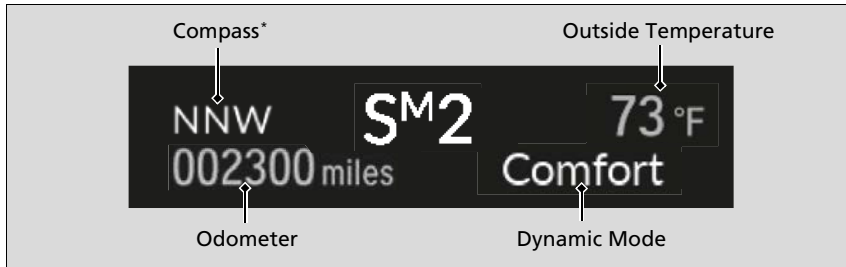 Compass* Outside Temperature
NNW SM2 73 °F
002300 miles Comfort
Odometer Dynamic Mode